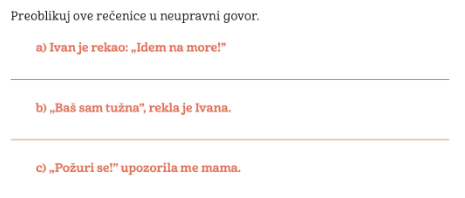 Preoblikuj ove rečenice u neupravni govor.
a) Ivan je rekao: „Idem na more!”
b) „Baš sam tužna”, rekla je Ivana.
c) „Požuri se!” upozorila me mama.